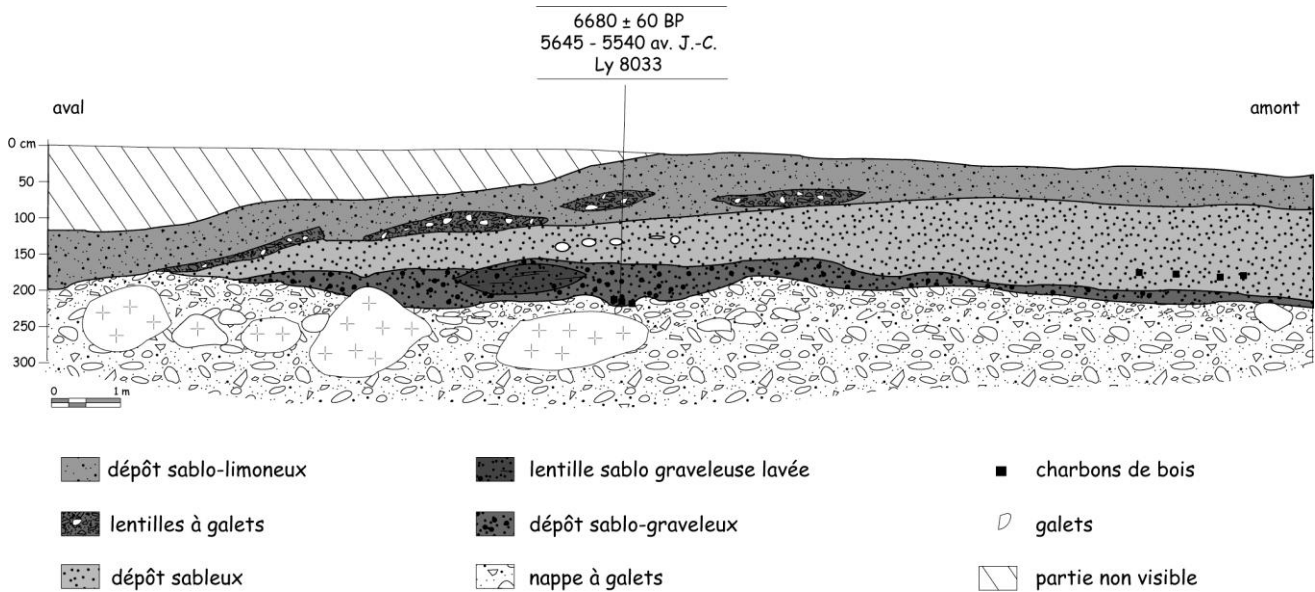 6680 ± 60 BP
5645 - 5540 av. J.-C.
Ly 8033
aval
amont
0 cm
50
100
150
200
250
300
0 1 m
dépôt sablo-limoneux
lentilles à galets
dépôt sableux
lentille sablo graveleuse lavée
dépôt sablo-graveleux
nappe à galets
charbons de bois
galets
partie non visible